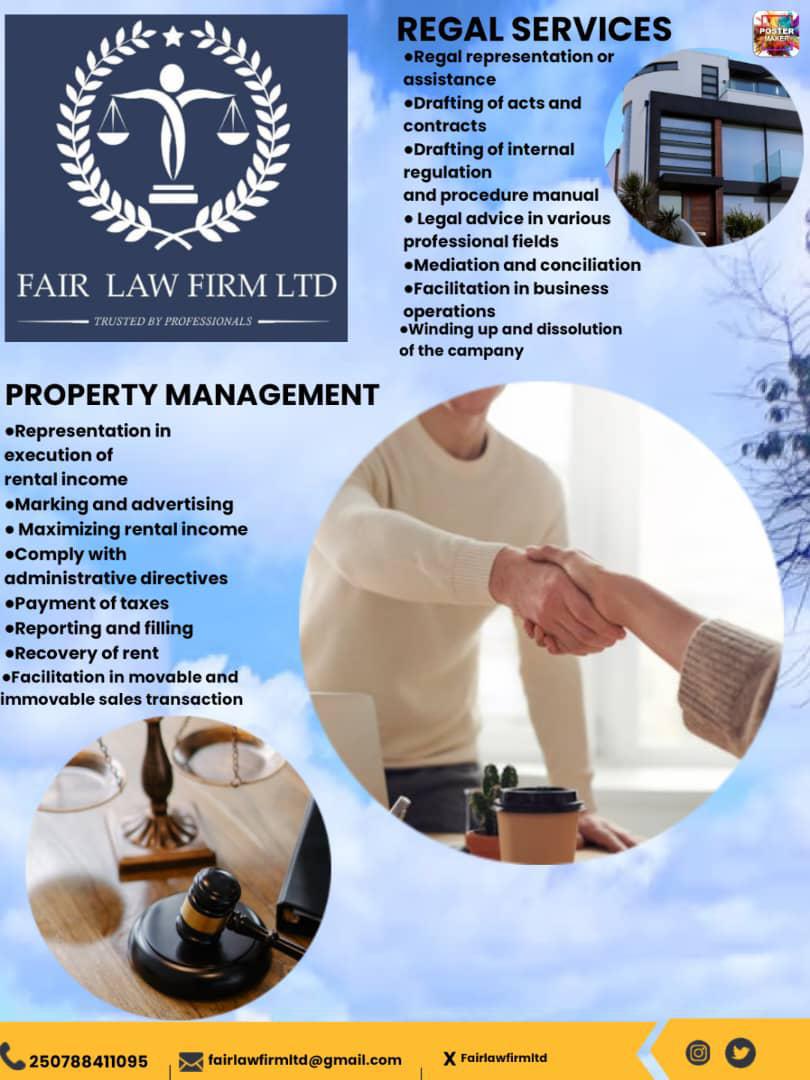 FAIR LAW FIRM LTD
TRUSTED BY PROFESSIONALS
REGAL SERVICES
●Regal representation or
assistance
●Drafting of acts and
contracts
●Drafting of internal
regulation
and procedure manual
● Legal advice in various
professional fields
●Mediation and conciliation
●Facilitation in business
operations
●Winding up and dissolution
of the campany
POSTER
MAKER
PROPERTY MANAGEMENT
●Representation in
execution of
rental income
●Marking and advertising
● Maximizing rental income
●Comply with
administrative directives
●Payment of taxes
●Reporting and filling
●Recovery of rent
●Facilitation in movable and
immovable sales transaction
250788411095
fairlawfirmltd@gmail.com
X Fairlawfirmltd